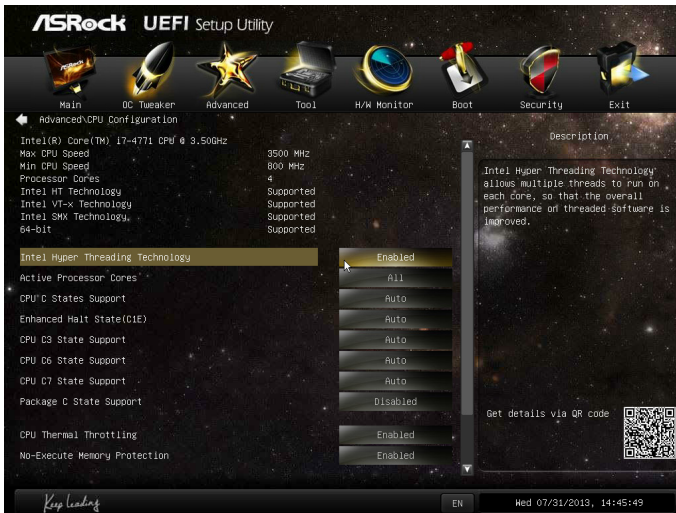 ASRock UEFI Setup Utility
ASRock
Main OC Tweaker Advanced Tool H/W Monitor Boot Security Exit
Advanced\CPU Configuration
Intel(R) Core(TM) i7-4771 CPU @ 3.50GHz
Max CPU Speed 3500 MHz
Min CPU Speed 800 MHz
Processor Cores 4
Intel HT Technology Supported
Intel VT-x Technology Supported
Intel SMX Technology Supported
64-bit Supported
Intel Hyper Threading Technology Enabled
Active Processor Cores All
CPU C States Support Auto
Enhanced Halt State(C1E) Auto
CPU C3 State Support Auto
CPU C6 State Support Auto
CPU C7 State Support Auto
Package C State Support Disabled
CPU Thermal Throttling Enabled
No-Execute Memory Protection Enabled
Description
Intel Hyper Threading Technology
allows multiple threads to run on
each core, so that the overall
performance on threaded software is
improved.
Get details via QR code
Keep Leading
EN
Wed 07/31/2013, 14:45:49